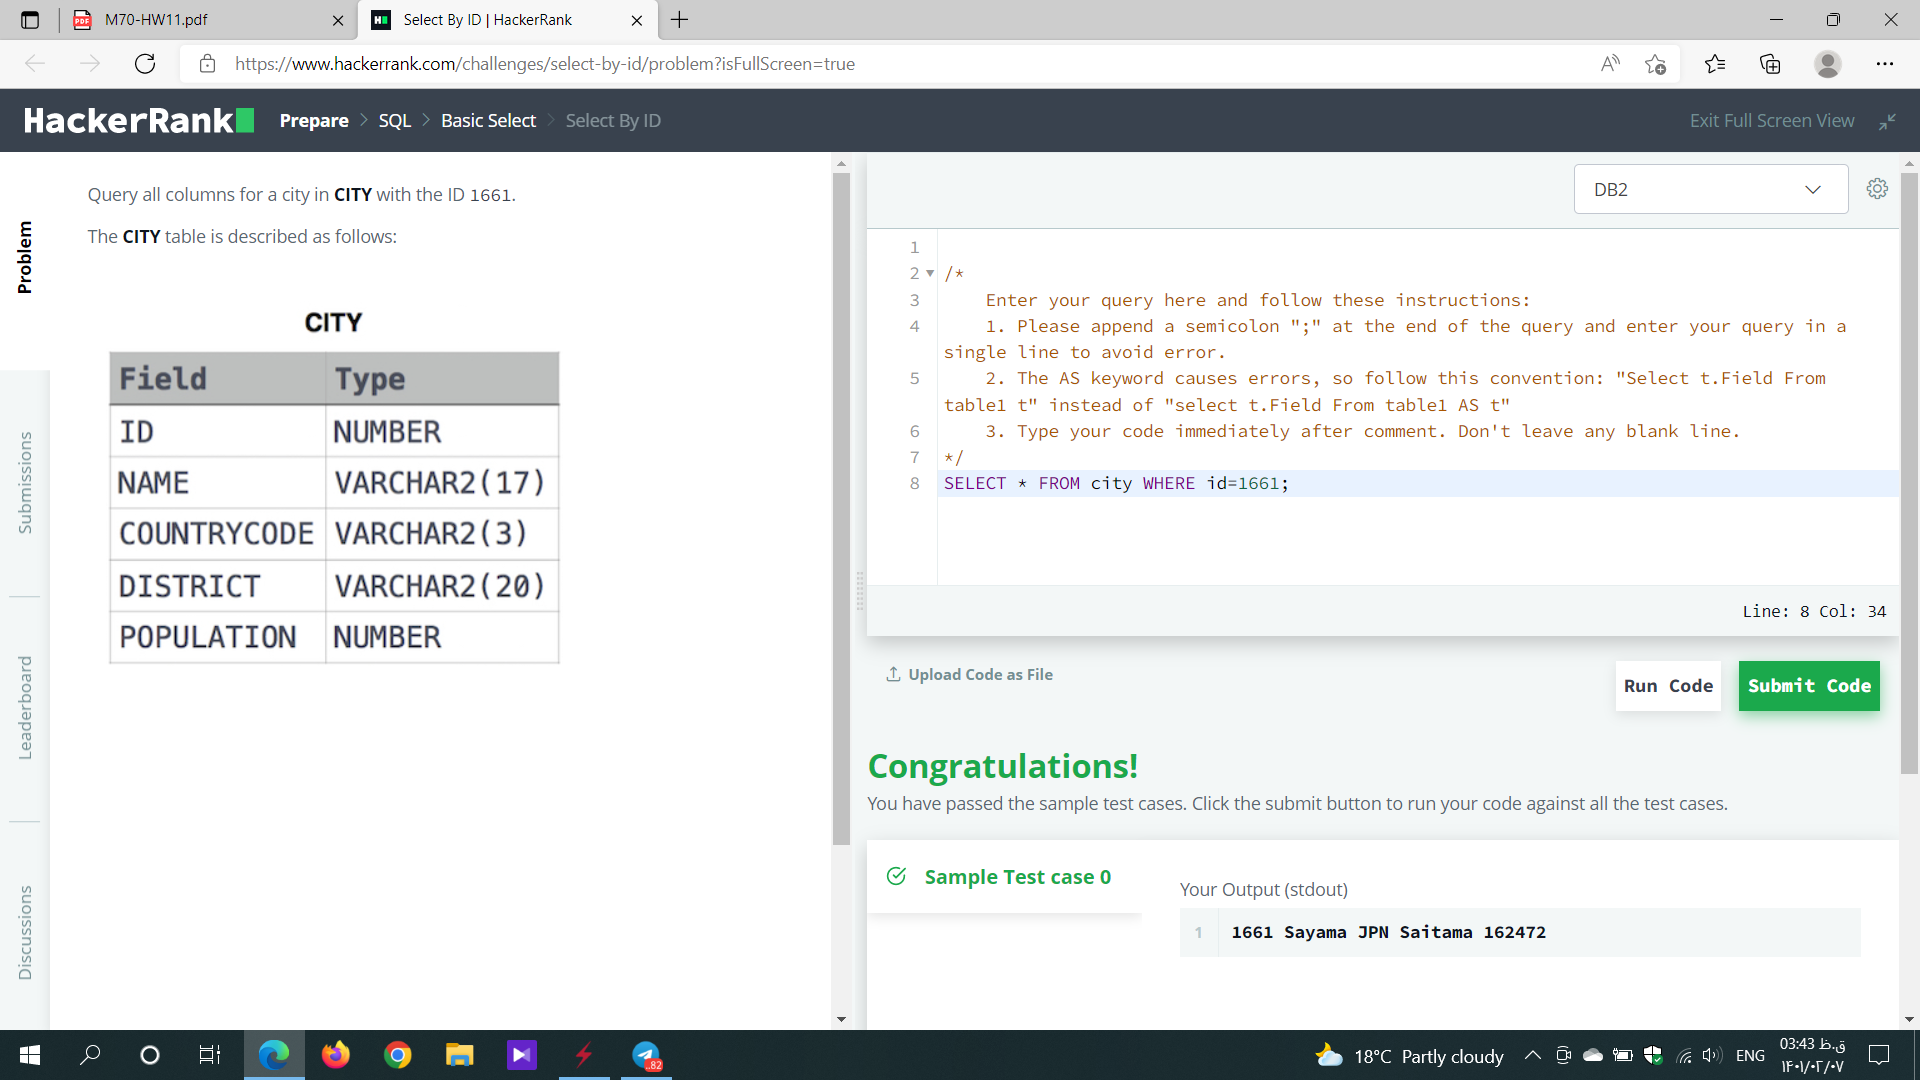 M70-HW11.pdf
Select By ID | HackerRank
https://www.hackerrank.com/challenges/select-by-id/problem?isFullScreen=true
HackerRank
Prepare > SQL > Basic Select > Select By ID
Exit Full Screen View
Problem
Submissions
Leaderboard
Discussions
Query all columns for a city in CITY with the ID 1661.
The CITY table is described as follows:
CITY
Field Type
ID NUMBER
NAME VARCHAR2(17)
COUNTRYCODE VARCHAR2(3)
DISTRICT VARCHAR2(20)
POPULATION NUMBER
DB2
1
2 /*
3 Enter your query here and follow these instructions:
4 1. Please append a semicolon ";" at the end of the query and enter your query in a
single line to avoid error.
5 2. The AS keyword causes errors, so follow this convention: "Select t.Field From
table1 t" instead of "select t.Field From table1 AS t"
6 3. Type your code immediately after comment. Don't leave any blank line.
7 */
8 SELECT * FROM city WHERE id=1661;
Line: 8 Col: 34
Upload Code as File
Run Code
Submit Code
Congratulations!
You have passed the sample test cases. Click the submit button to run your code against all the test cases.
Sample Test case 0
Your Output (stdout)
1 1661 Sayama JPN Saitama 162472
..82
18°C Partly cloudy
ENG
03:43 ق.ظ
۱۴۰۱/۰۲/۰۷